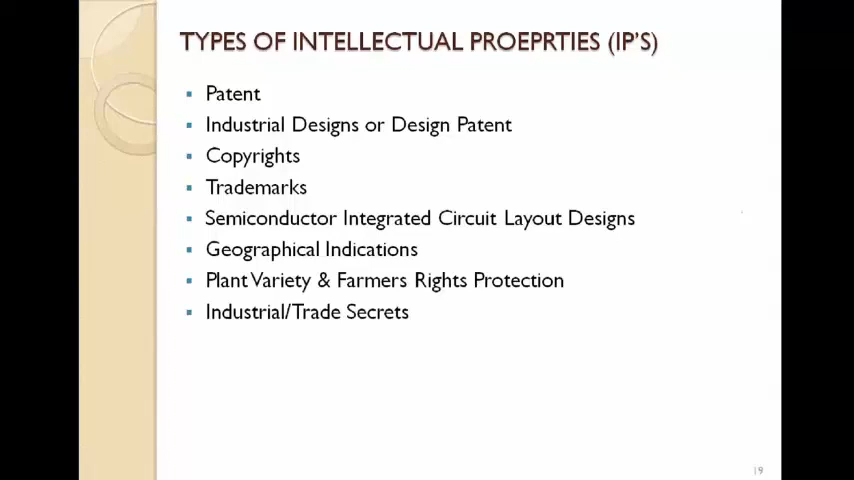 TYPES OF INTELLECTUAL PROEPRTIES (IP'S)
Patent
Industrial Designs or Design Patent
Copyrights
Trademarks
Semiconductor Integrated Circuit Layout Designs
Geographical Indications
Plant Variety & Farmers Rights Protection
Industrial/Trade Secrets
19